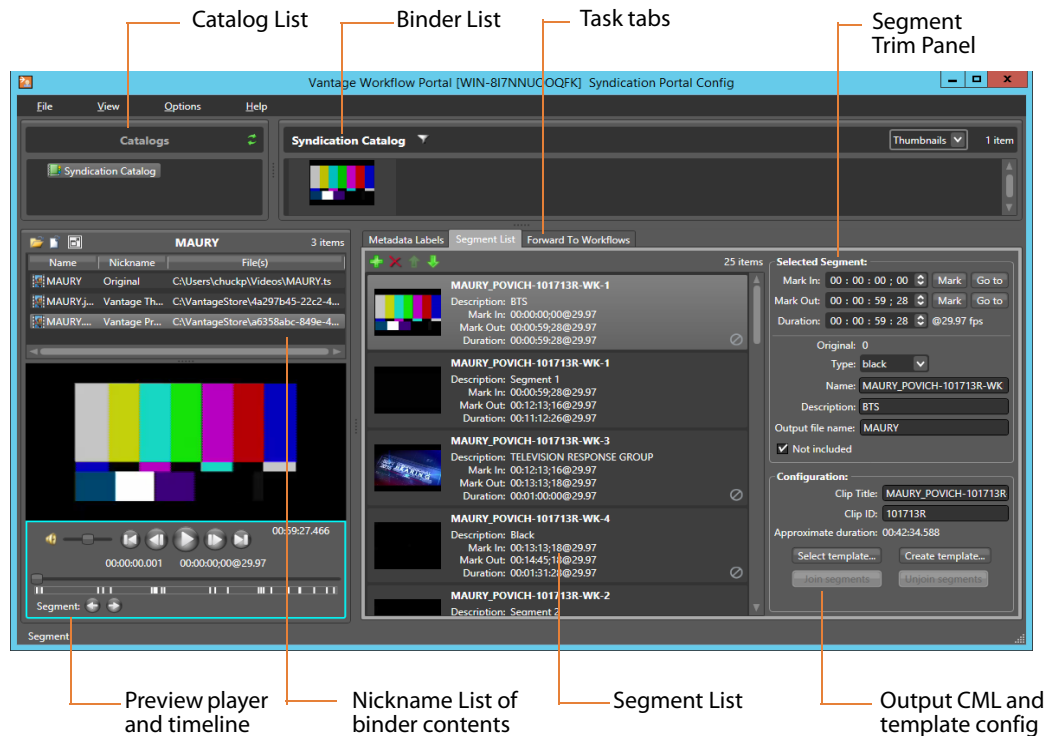 Catalog List
Binder List
Task tabs
Segment
Trim Panel
Vantage Workflow Portal [WIN-8I7NNUOOQFK] Syndication Portal Config
File View Options Help
Catalogs
Syndication Catalog
Syndication Catalog
Thumbnails
1 item
MAURY
3 items
Name Nickname File(s)
MAURY Original C:\Users\chuckp\Videos\MAURY.ts
MAURY.j... Vantage Th... C:\VantageStore\4a297b45-22c2-4...
MAURY.... Vantage Pr... C:\VantageStore\a6358abc-849e-4...
00:59:27.466
00:00:00.001 00:00:00;00@29.97
Segment:
Segment
Metadata Labels Segment List Forward To Workflows
25 items
MAURY_POVICH-101713R-WK-1
Description: BTS
Mark In: 00:00:00;00@29.97
Mark Out: 00:00:59;28@29.97
Duration: 00:00:59:28@29.97
MAURY_POVICH-101713R-WK-1
Description: Segment 1
Mark In: 00:00:59;28@29.97
Mark Out: 00:12:13;16@29.97
Duration: 00:11:12:26@29.97
MAURY_POVICH-101713R-WK-3
Description: TELEVISION RESPONSE GROUP
Mark In: 00:12:13;16@29.97
Mark Out: 00:13:13;18@29.97
Duration: 00:01:00:00@29.97
MAURY_POVICH-101713R-WK-4
Description: Black
Mark In: 00:13:13;18@29.97
Mark Out: 00:14:45;18@29.97
Duration: 00:01:31:28@29.97
MAURY_POVICH-101713R-WK-2
Description: Segment 2
Selected Segment:
Mark In: 00 : 00 : 00 ; 00 Mark Go to
Mark Out: 00 : 00 : 59 ; 28 Mark Go to
Duration: 00 : 00 : 59 : 28 @29.97 fps
Original: 0
Type: black
Name: MAURY_POVICH-101713R-WK
Description: BTS
Output file name: MAURY
Not included
Configuration:
Clip Title: MAURY_POVICH-101713R
Clip ID: 101713R
Approximate duration: 00:42:34.588
Select template... Create template...
Join segments Unjoin segments
Preview player
and timeline
Nickname List of
binder contents
Segment List
Output CML and
template config